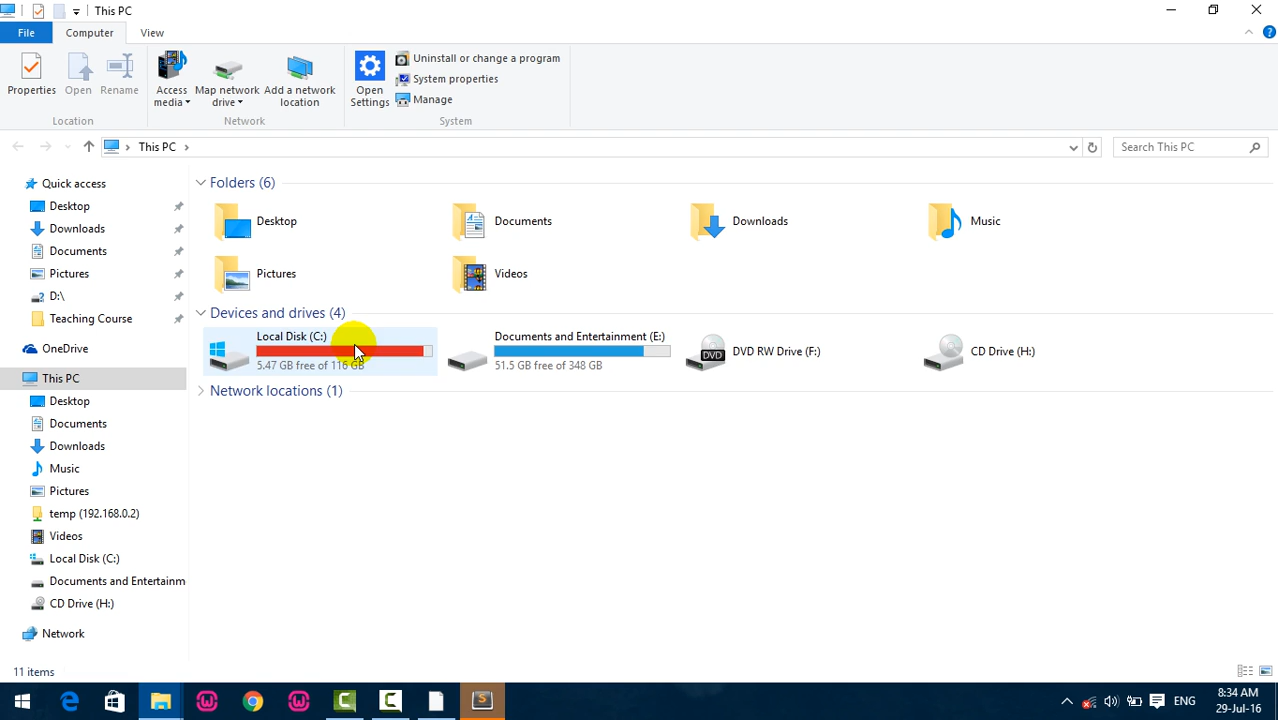 This PC
File
Computer
View
Properties
Open
Rename
Access media
Map network drive
Add a network location
Open Settings
Uninstall or change a program
System properties
Manage
Location
Network
System
This PC
Search This PC
Quick access
Desktop
Downloads
Documents
Pictures
D:\
Teaching Course
OneDrive
This PC
Desktop
Documents
Downloads
Music
Pictures
temp (192.168.0.2)
Videos
Local Disk (C:)
Documents and Entertainm
CD Drive (H:)
Network
Folders (6)
Desktop
Documents
Downloads
Music
Pictures
Videos
Devices and drives (4)
Local Disk (C:)
5.47 GB free of 116 GB
Documents and Entertainment (E:)
51.5 GB free of 348 GB
DVD
DVD RW Drive (F:)
CD Drive (H:)
Network locations (1)
11 items
ENG
8:34 AM
29-Jul-16